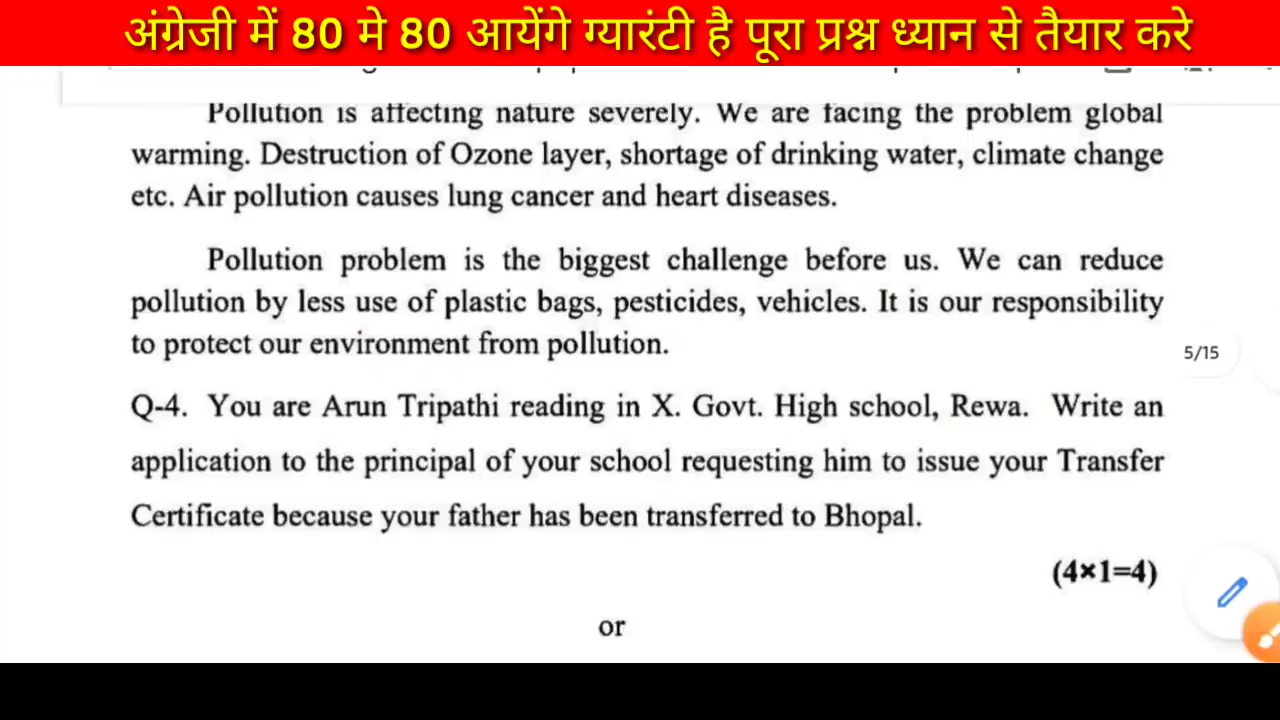 अंग्रेजी में 80 मे 80 आयेंगे ग्यारंटी है पूरा प्रश्न ध्यान से तैयार करे
Pollution is affecting nature severely. We are facing the problem global
warming. Destruction of Ozone layer, shortage of drinking water, climate change
etc. Air pollution causes lung cancer and heart diseases.
Pollution problem is the biggest challenge before us. We can reduce
pollution by less use of plastic bags, pesticides, vehicles. It is our responsibility
to protect our environment from pollution.
5/15
Q-4. You are Arun Tripathi reading in X. Govt. High school, Rewa. Write an
application to the principal of your school requesting him to issue your Transfer
Certificate because your father has been transferred to Bhopal.
(4×1=4)
or